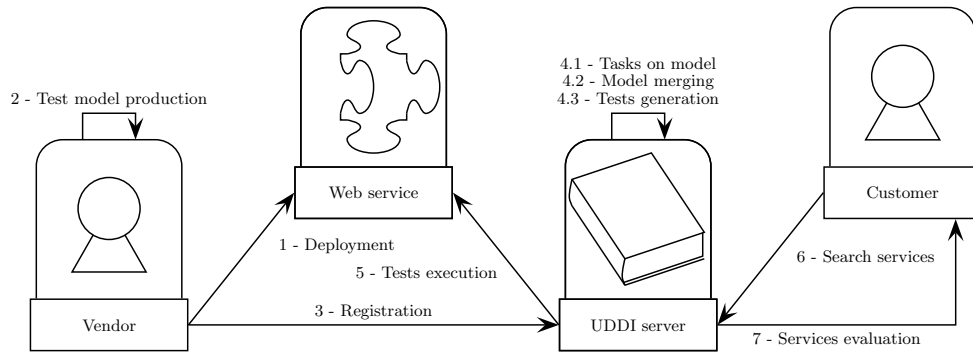 4.1 - Tasks on model
4.2 - Model merging
4.3 - Tests generation
2 - Test model production
Web service
Customer
1 - Deployment
5 - Tests execution
6 - Search services
3 - Registration
Vendor
UDDI server
7 - Services evaluation